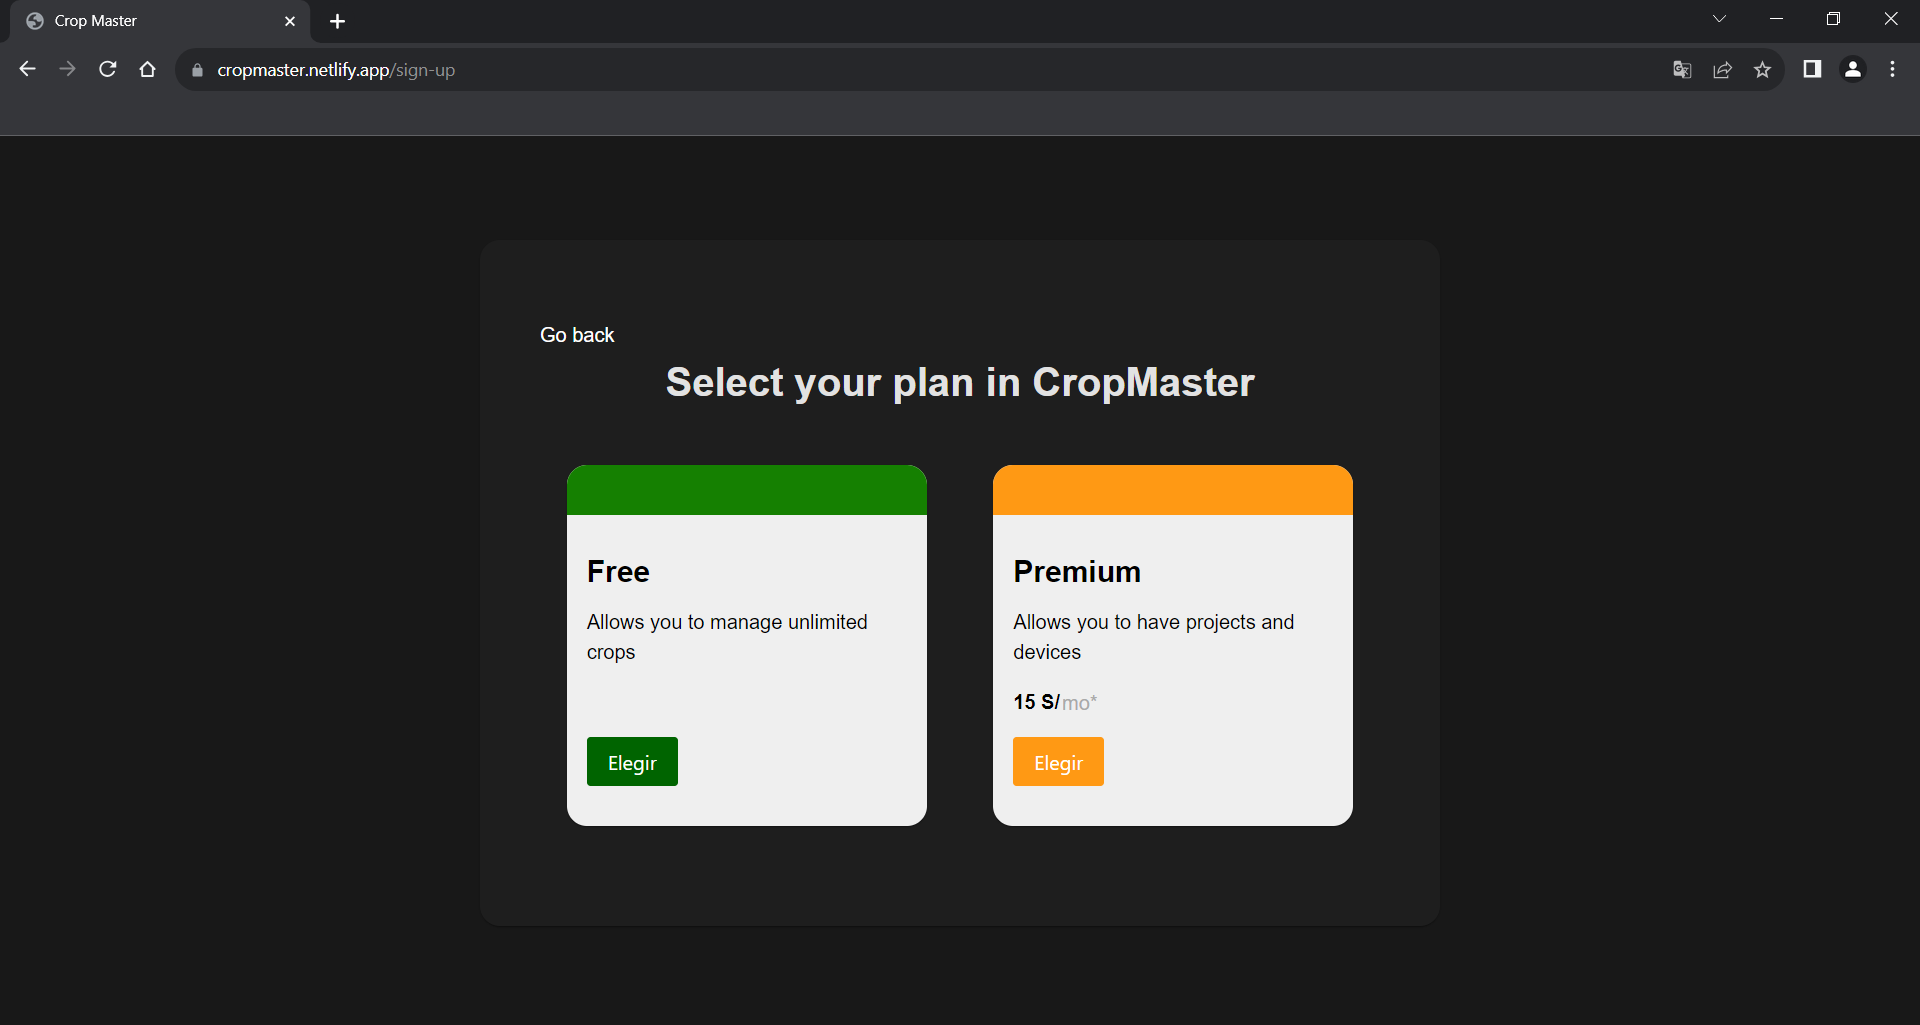 Crop Master
cropmaster.netlify.app/sign-up
Go back
Select your plan in CropMaster
Free
Allows you to manage unlimited
crops
Elegir
Premium
Allows you to have projects and
devices
15 S/mo*
Elegir